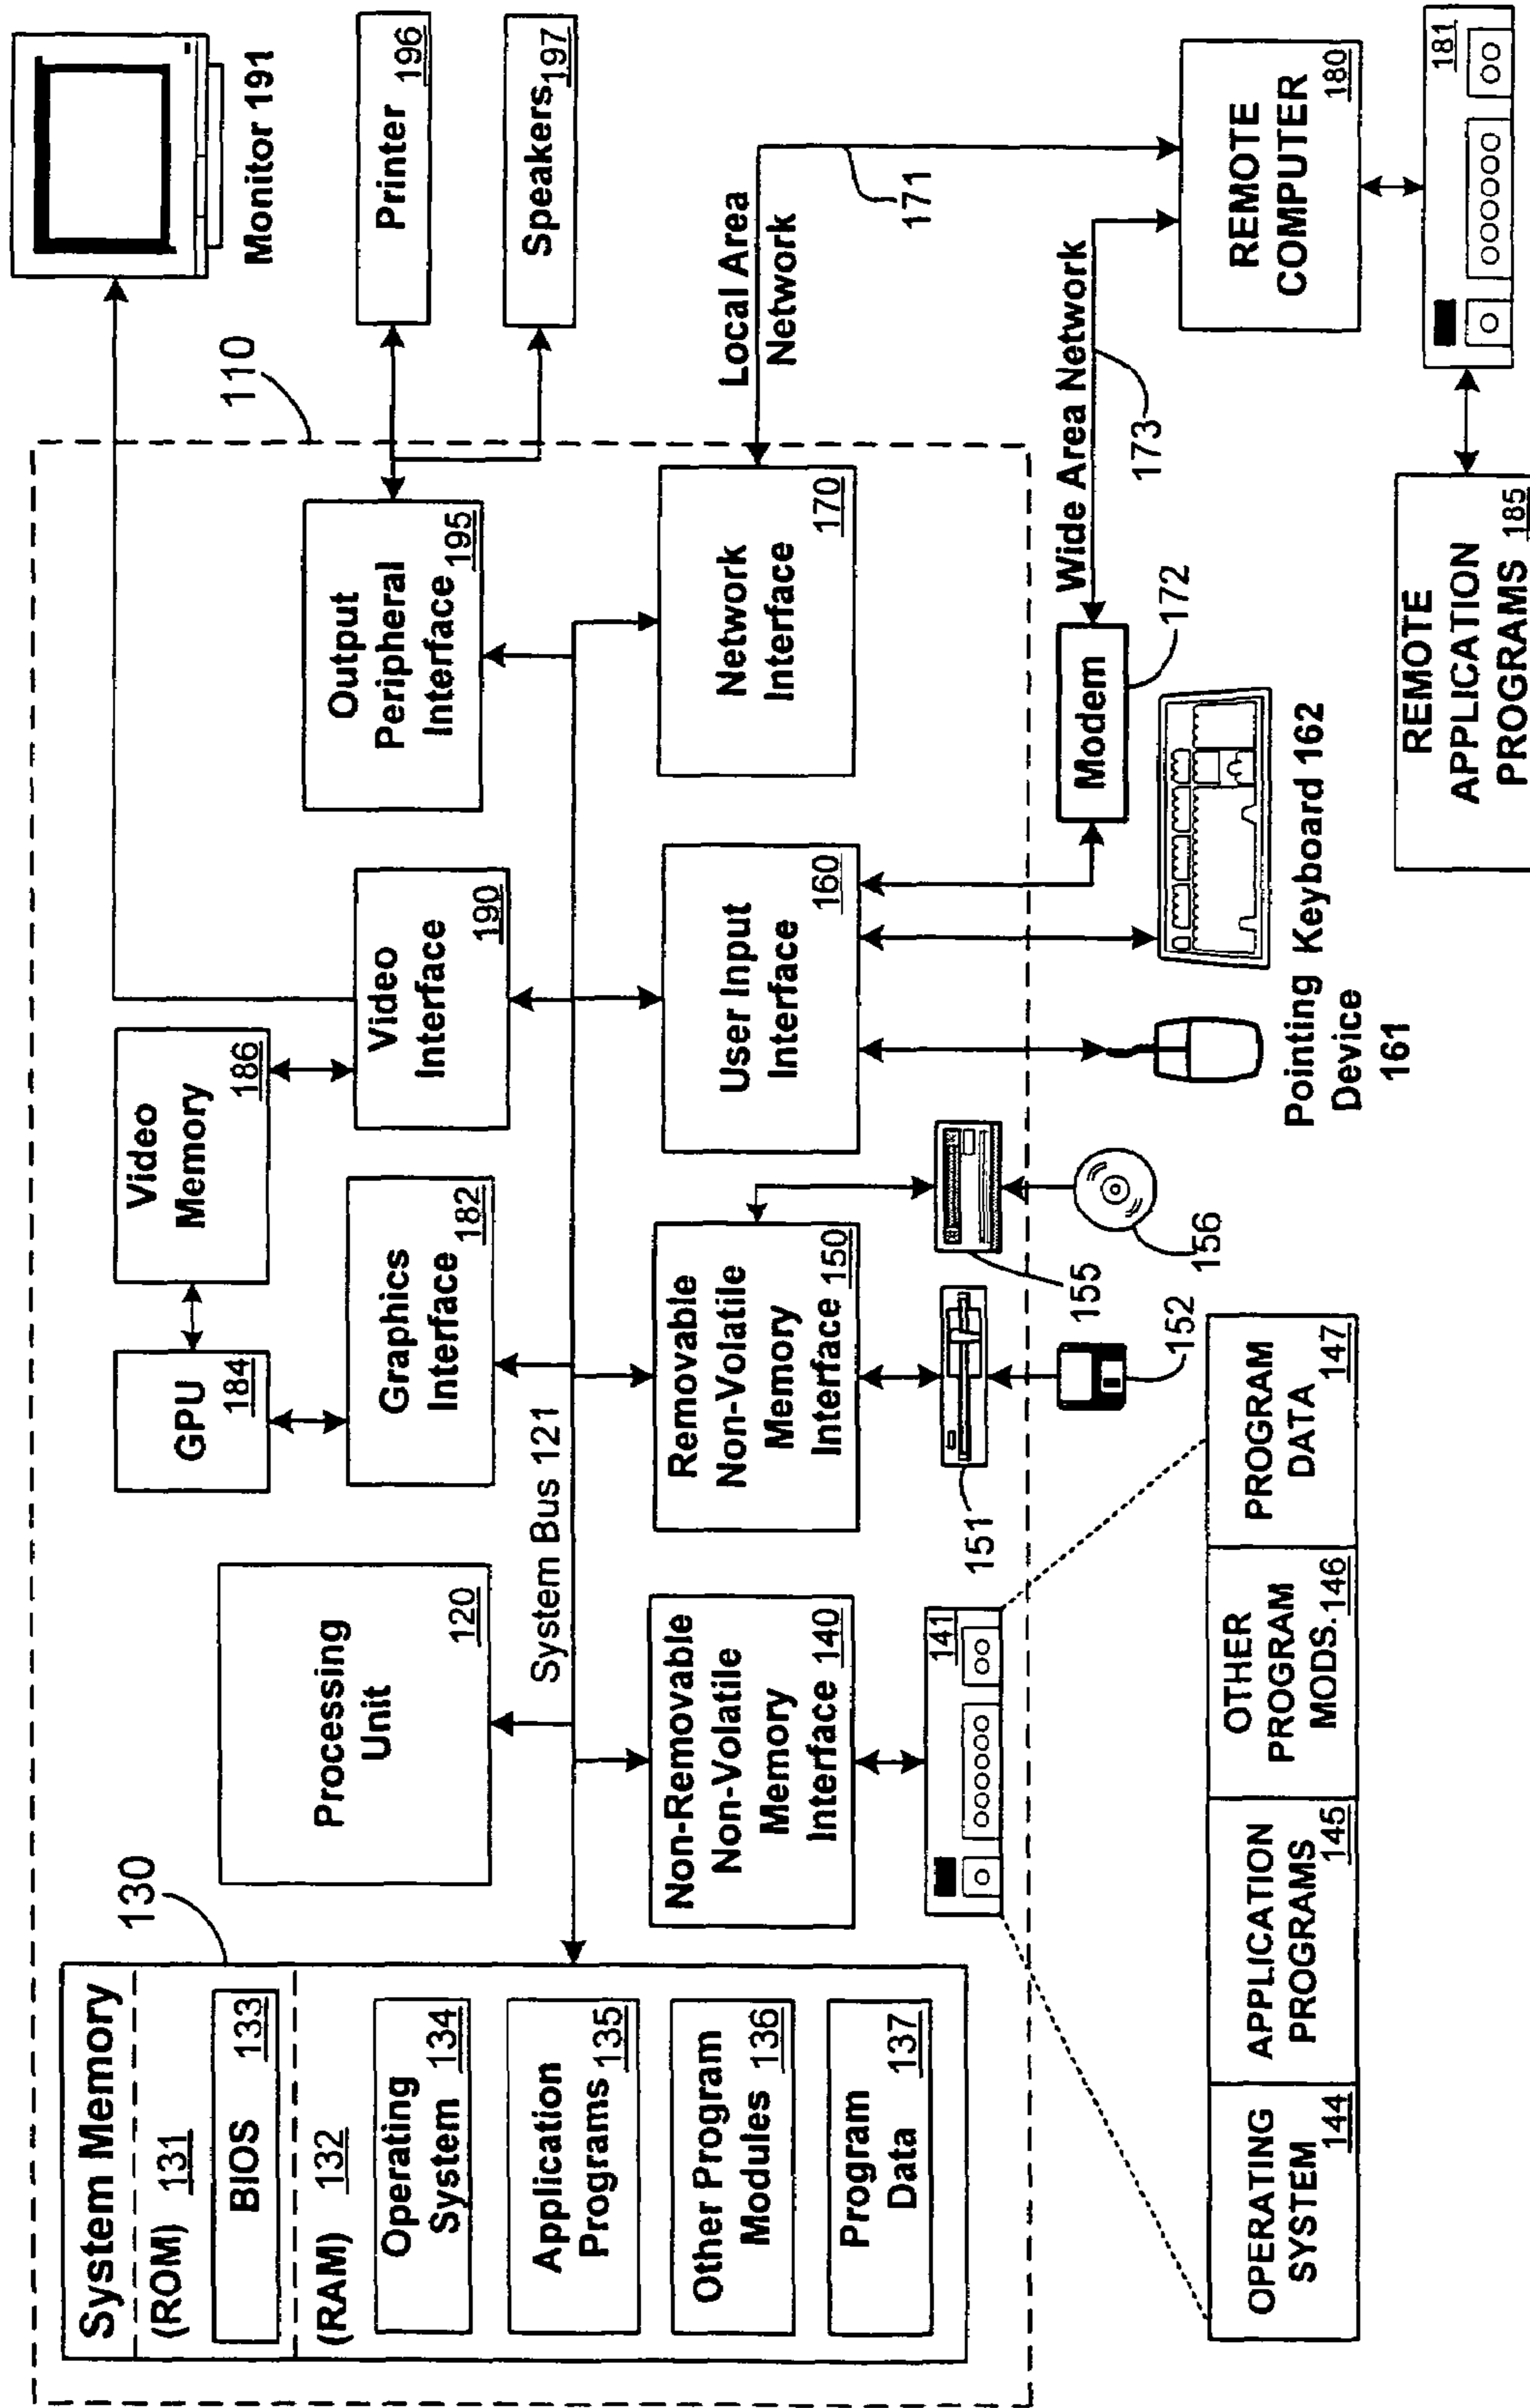 110
Monitor 191
System Memory
(ROM) 131
BIOS 133
(RAM) 132
Operating
System 134
Application
Programs 135
Other Program
Modules 136
Program
Data 137
130
Processing
Unit
120
GPU
184
Video
Memory
186
Graphics
Interface
182
Video
Interface
190
Output
Peripheral
Interface 195
Printer
196
Speakers 197
System Bus 121
Non-Removable
Non-Volatile
Memory
Interface 140
Removable
Non-Volatile
Memory
Interface 150
User Input
Interface
160
Network
Interface
170
Local Area
Network
171
141
151
155
152
156
Modem
172
Wide Area Network
173
Pointing
Device
161
Keyboard 162
REMOTE
COMPUTER
180
181
REMOTE
APPLICATION
PROGRAMS 185
OPERATING
SYSTEM 144
APPLICATION
PROGRAMS 145
OTHER
PROGRAM
MODS. 146
PROGRAM
DATA 147